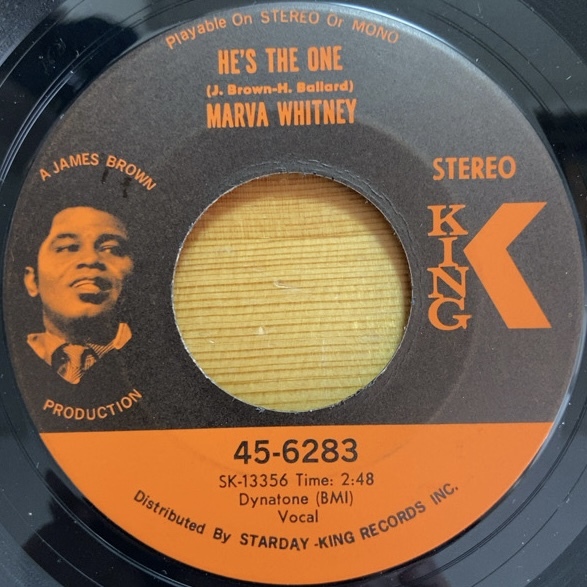 Playable On STEREO Or MONO
HE'S THE ONE
(J. Brown-H. Ballard)
MARVA WHITNEY
A JAMES BROWN
PRODUCTION
STEREO
KING
45-6283
SK-13356 Time: 2:48
Dynatone (BMI)
Vocal
Distributed By STARDAY-KING RECORDS INC.